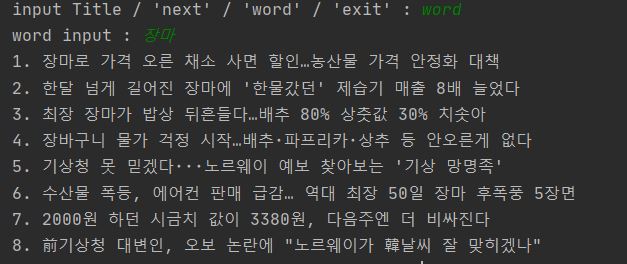 input Title / 'next' / 'word' / 'exit' : word
word input : 장마
1. 장마로 가격 오른 채소 사면 할인…농산물 가격 안정화 대책
2. 한달 넘게 길어진 장마에 '한물갔던' 제습기 매출 8배 늘었다
3. 최장 장마가 밥상 뒤흔들다…배추 80% 상춧값 30% 치솟아
4. 장바구니 물가 걱정 시작…배추·파프리카·상추 등 안오른게 없다
5. 기상청 못 믿겠다···노르웨이 예보 찾아보는 '기상 망명족'
6. 수산물 폭등, 에어컨 판매 급감… 역대 최장 50일 장마 후폭풍 5장면
7. 2000원 하던 시금치 값이 3380원, 다음주엔 더 비싸진다
8. 前기상청 대변인, 오보 논란에 "노르웨이가 韓날씨 잘 맞히겠나"